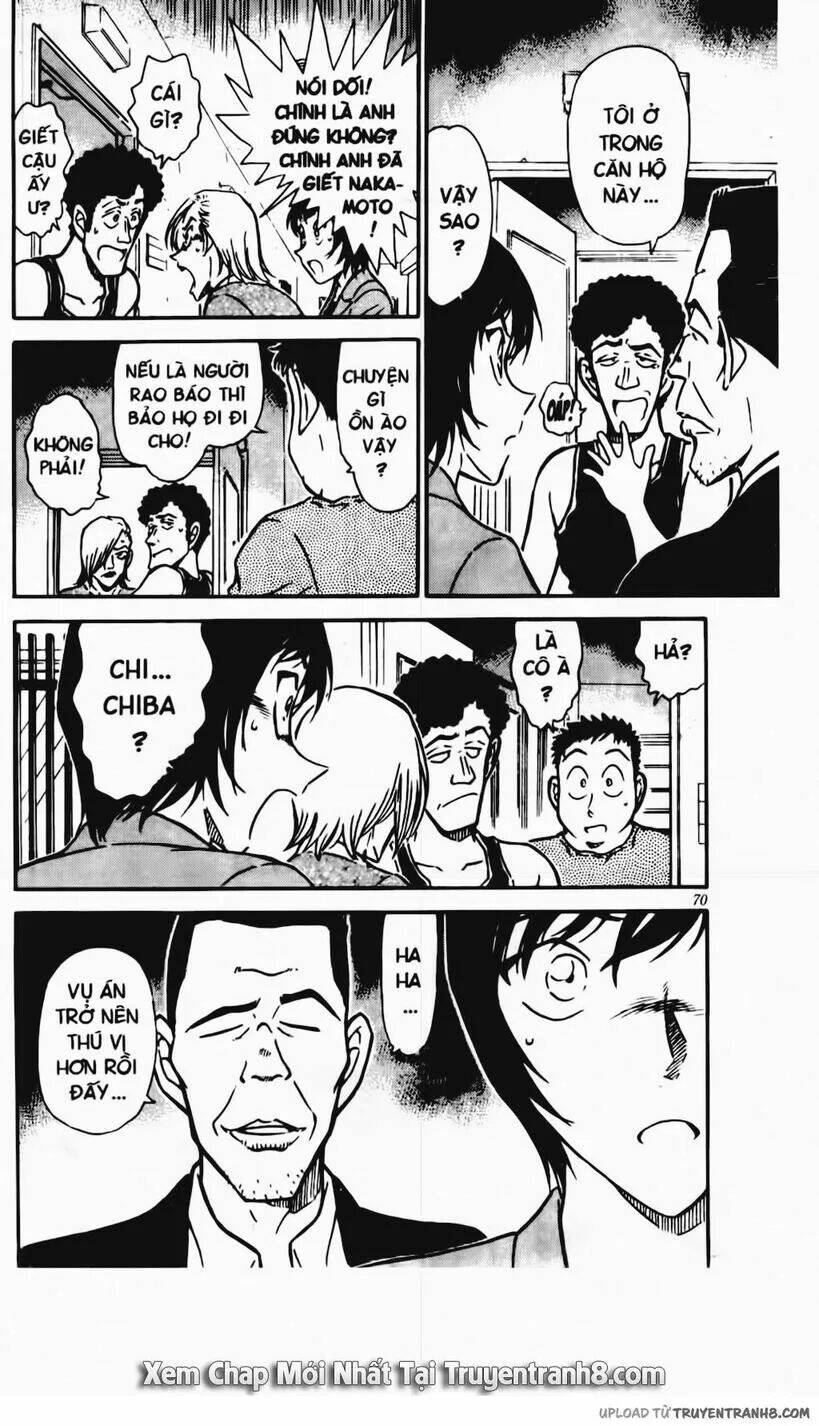 TÔI Ở
TRONG
CĂN HỘ
NÀY...
OÁP!
VẬY
SAO
?
NÓI DỐI!
CHÍNH LÀ ANH
ĐÚNG KHÔNG?
CHÍNH ANH ĐÃ
GIẾT NAKA-
MOTO
!
CÁI
GÌ?
GIẾT
CẬU
ẤY
Ư?
CHUYỆN
GÌ
ỒN ÀO
VẬY
?
NẾU LÀ NGƯỜI
RAO BÁO THÌ
BẢO HỌ ĐI ĐI
CHO!
KHÔNG
PHẢI!
HẢ?
LÀ
CÔ À
?
CHI...
CHIBA
?
70
HA
HA
...
VỤ ÁN
TRỞ NÊN
THÚ VỊ
HƠN RỒI
ĐẤY...
Xem Chap Mới Nhất Tại Truyentranh8.com
UPLOAD TỪ TRUYENTRANH8.COM